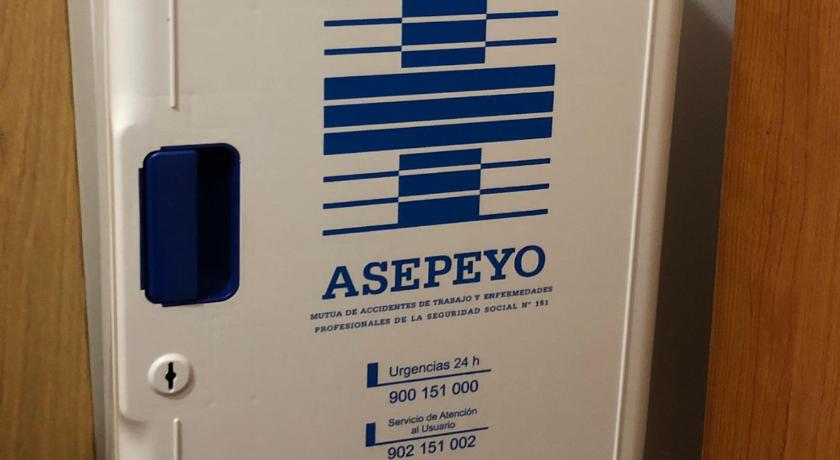 ASEPEYO
MUTUA DE ACCIDENTES DE TRABAJO Y ENFERMEDADES
PROFESIONALES DE LA SEGURIDAD SOCIAL Nº 151
Urgencias 24 h
900 151 000
Servicio de Atención
al Usuario
902 151 002